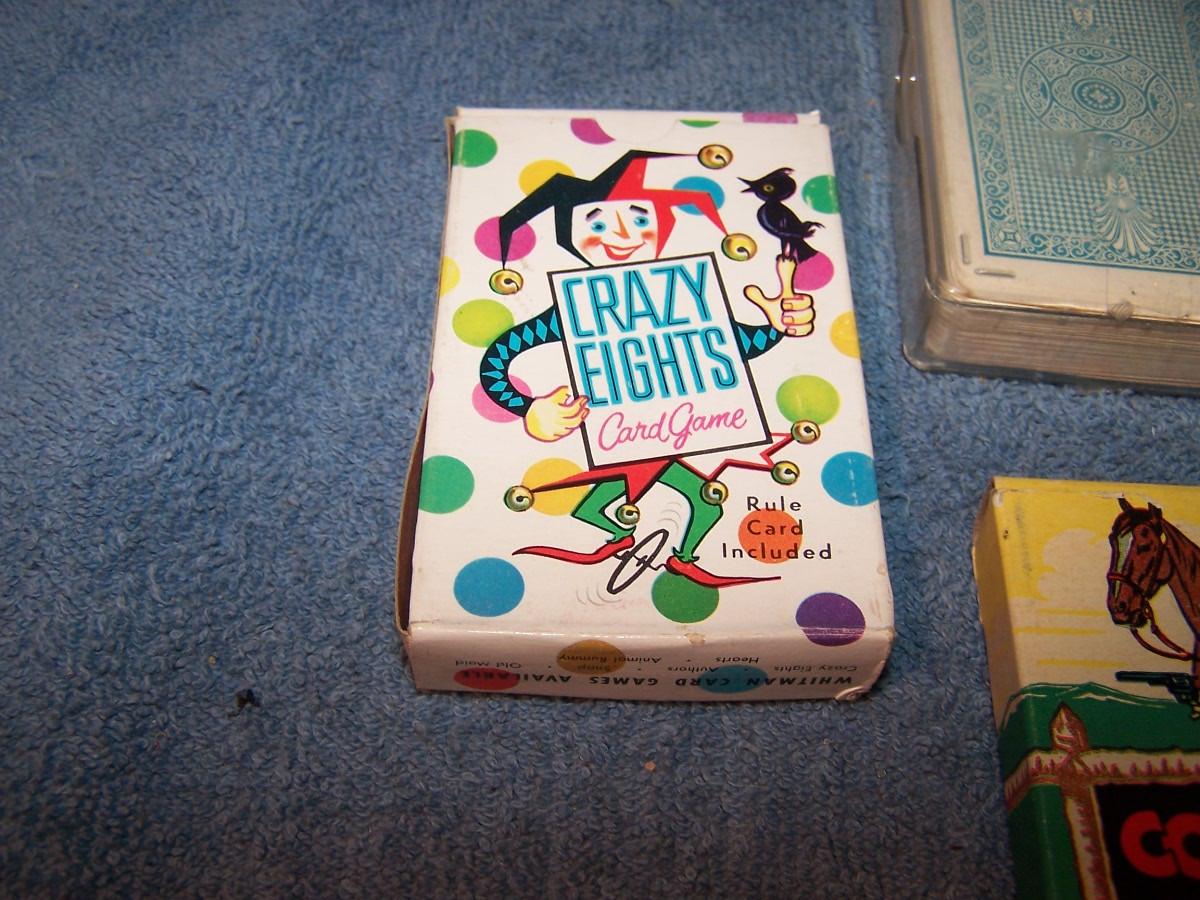 CRAZY
EIGHTS
Card Game
Rule
Card
Included
WHITMAN CARD GAMES AVAILABLE
Crazy Eights • Authors • Snap • Old Maid
Hearts • Animal Rummy
CO